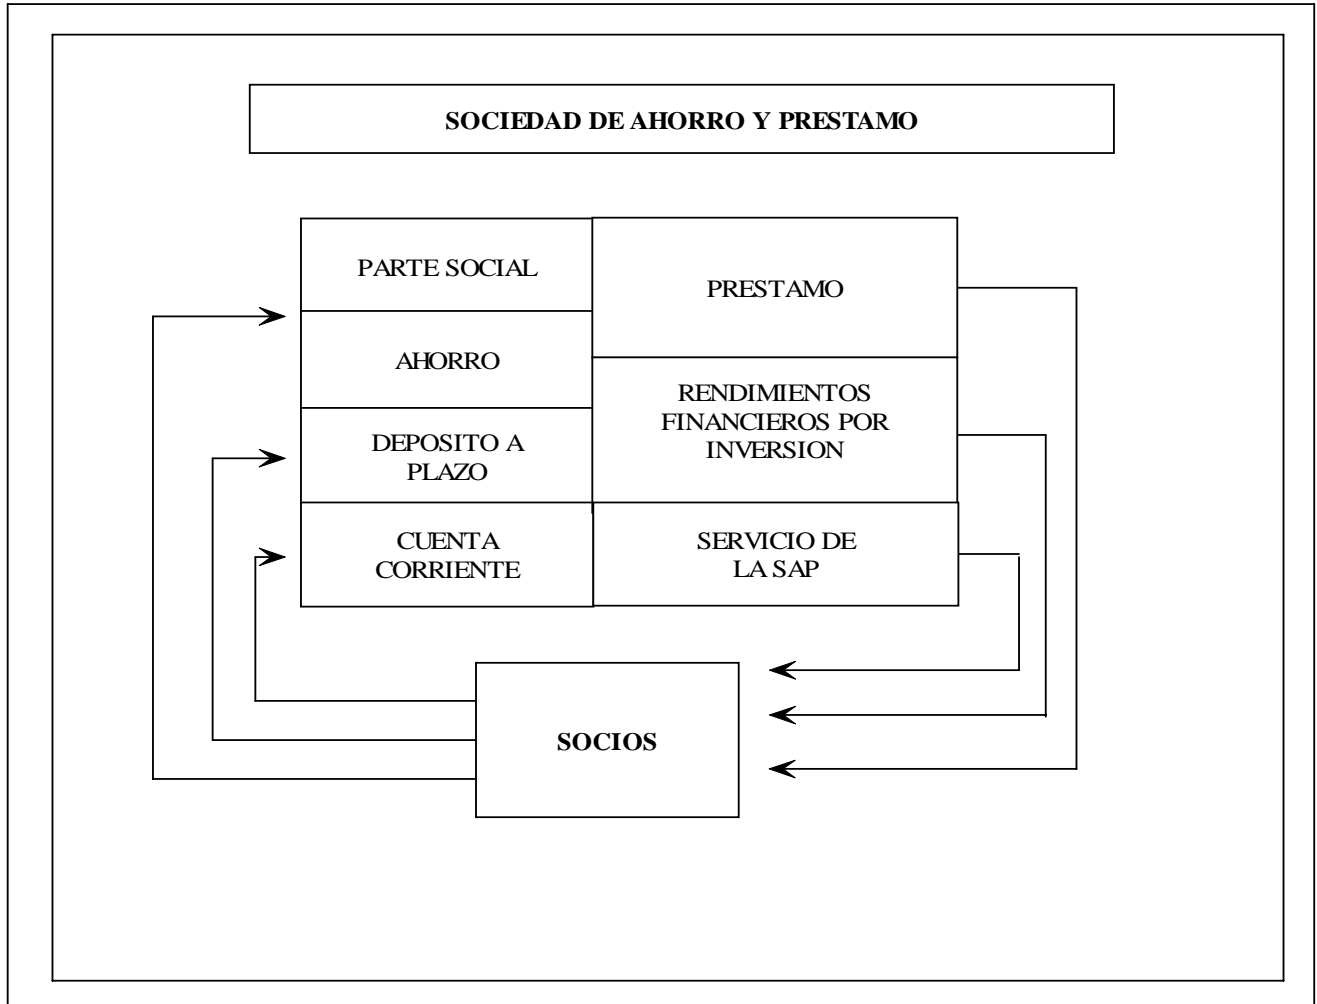 SOCIEDAD DE AHORRO Y PRESTAMO
PARTE SOCIAL
PRESTAMO
AHORRO
RENDIMIENTOS
FINANCIEROS POR
INVERSION
DEPOSITO A
PLAZO
CUENTA
CORRIENTE
SERVICIO DE
LA SAP
SOCIOS